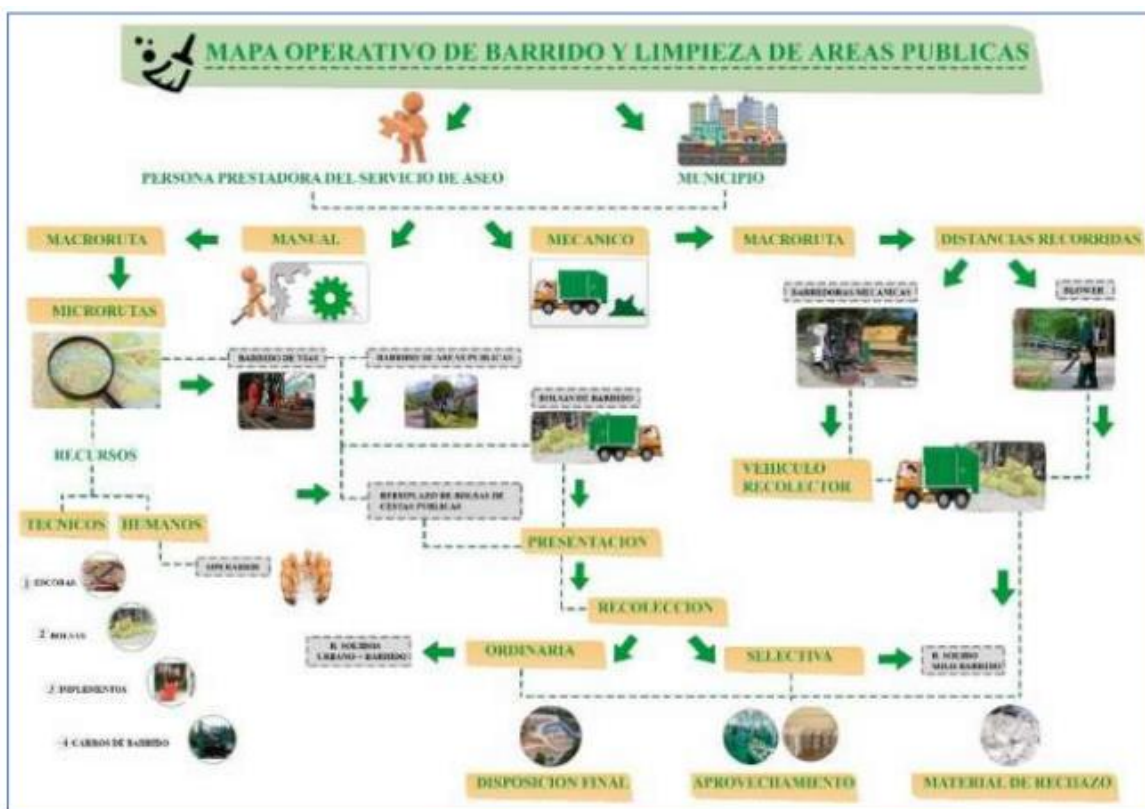 MAPA OPERATIVO DE BARRIDO Y LIMPIEZA DE AREAS PUBLICAS
PERSONA PRESTADORA DEL SERVICIO DE ASEO
MUNICIPIO
MACRORUTA
MANUAL
MECANICO
MACRORUTA
DISTANCIAS RECORRIDAS
MICRORUTAS
BARREDORAS MECANICAS
BLOWER
BARRIDO DE VIAS
BARRIDO DE AREAS PUBLICAS
BOLSAS DE BARRIDO
RECURSOS
VEHICULO
RECOLECTOR
REEMPLAZO DE BOLSAS DE
CESTAS PUBLICAS
TECNICOS
HUMANOS
PRESENTACION
OPERARIOS
1 ESCOBAS
RECOLECCION
2 BOLSAS
R. SOLIDOS
URBANO + BARRIDO
ORDINARIA
SELECTIVA
R. SOLIDO
SOLO BARRIDO
3 IMPLEMENTOS
4 CARROS DE BARRIDO
DISPOSICION FINAL
APROVECHAMIENTO
MATERIAL DE RECHAZO